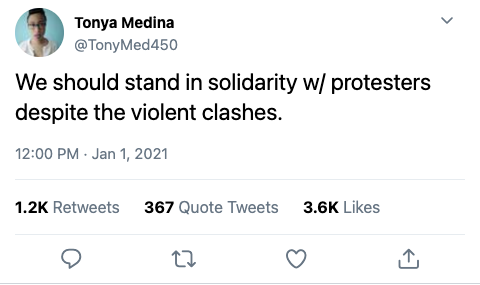 Tonya Medina
@TonyMed450
We should stand in solidarity w/ protesters
despite the violent clashes.
12:00 PM · Jan 1, 2021
1.2K Retweets 367 Quote Tweets 3.6K Likes